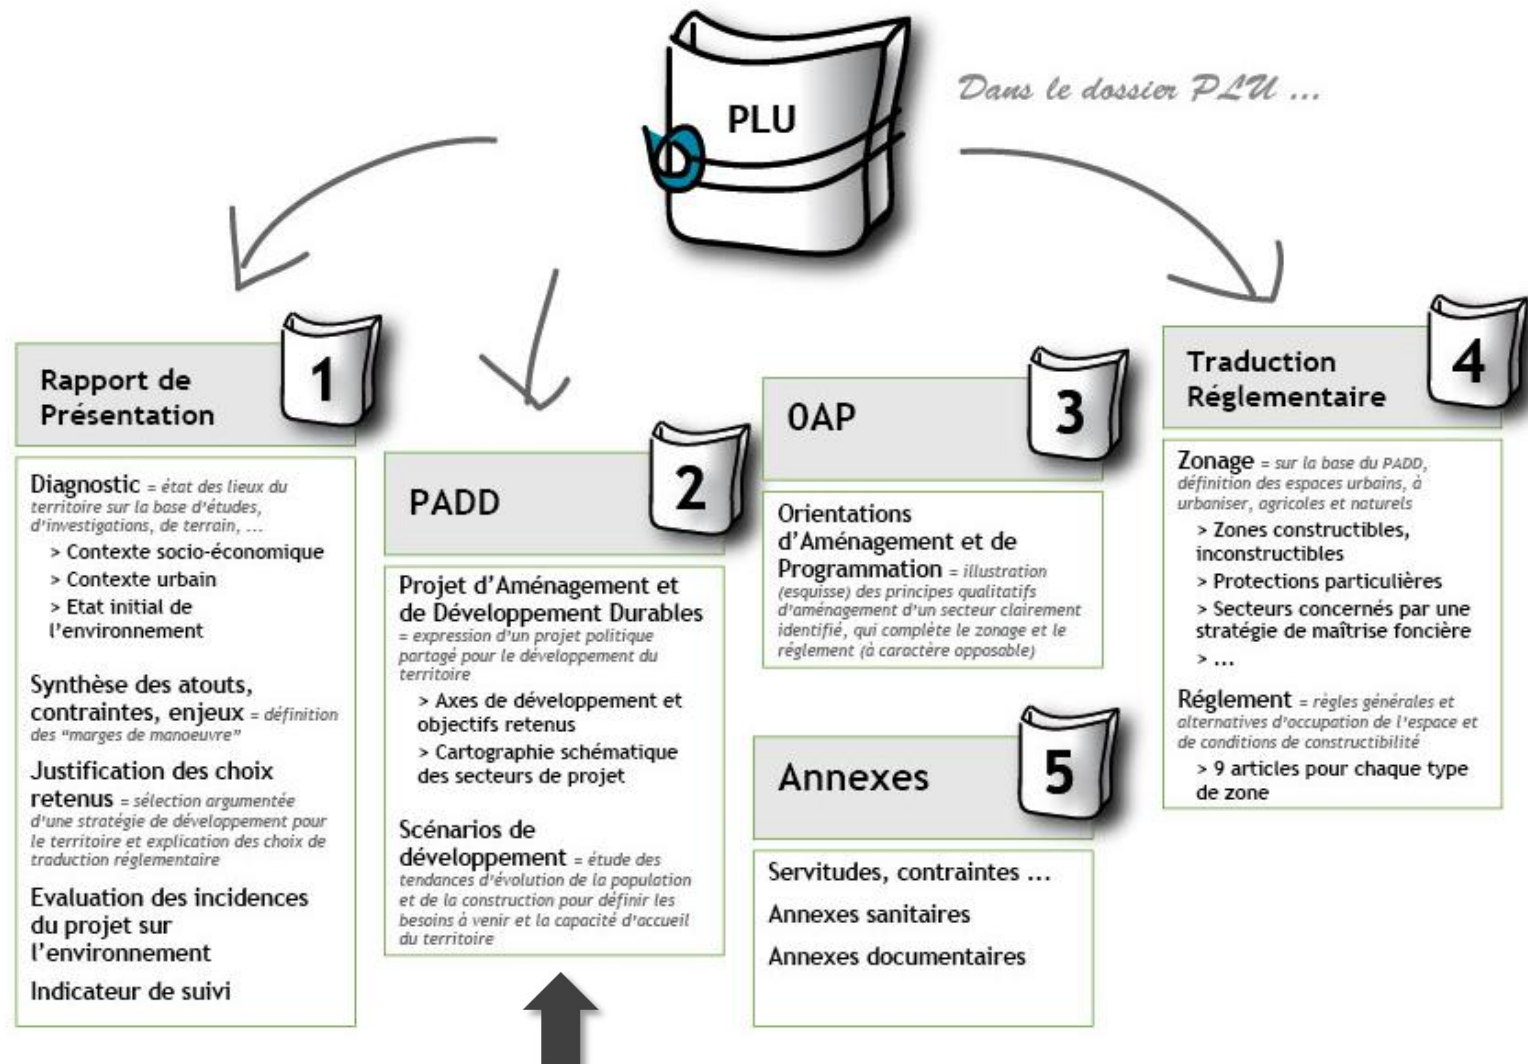 PLU
Dans le dossier PLU ...
1
Rapport de
Présentation
Diagnostic = état des lieux du
territoire sur la base d'études,
d'investigations, de terrain, ...
> Contexte socio-économique
> Contexte urbain
> Etat initial de
l'environnement
Synthèse des atouts,
contraintes, enjeux = définition
des "marges de manoeuvre"
Justification des choix
retenus = sélection argumentée
d'une stratégie de développement pour
le territoire et explication des choix de
traduction réglementaire
Evaluation des incidences
du projet sur
l'environnement
Indicateur de suivi
2
PADD
Projet d'Aménagement et
de Développement Durables
= expression d'un projet politique
partagé pour le développement du
territoire
> Axes de développement et
objectifs retenus
> Cartographie schématique
des secteurs de projet
Scénarios de
développement = étude des
tendances d'évolution de la population
et de la construction pour définir les
besoins à venir et la capacité d'accueil
du territoire
3
OAP
Orientations
d'Aménagement et de
Programmation = illustration
(esquisse) des principes qualitatifs
d'aménagement d'un secteur clairement
identifié, qui complète le zonage et le
réglement (à caractère opposable)
4
Traduction
Réglementaire
Zonage = sur la base du PADD,
définition des espaces urbains, à
urbaniser, agricoles et naturels
> Zones constructibles,
inconstructibles
> Protections particulières
> Secteurs concernés par une
stratégie de maîtrise foncière
> ...
Réglement = règles générales et
alternatives d'occupation de l'espace et
de conditions de constructibilité
> 9 articles pour chaque type
de zone
5
Annexes
Servitudes, contraintes ...
Annexes sanitaires
Annexes documentaires